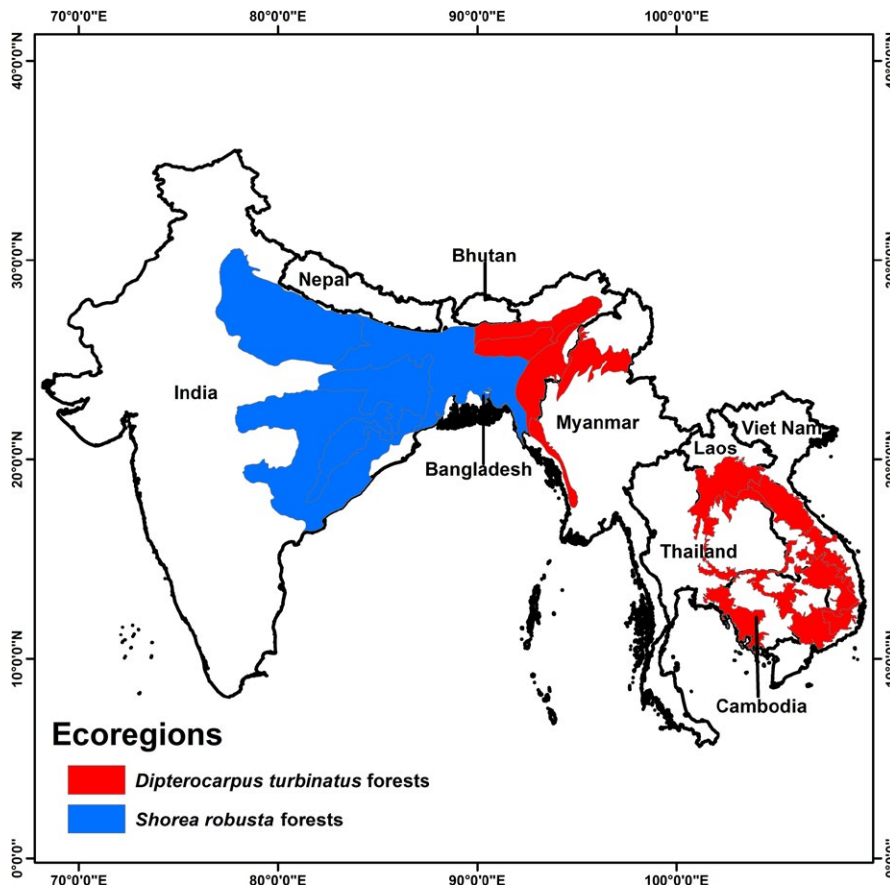 70°0'0"E 80°0'0"E 90°0'0"E 100°0'0"E
40°0'0"N 40°0'0"N
30°0'0"N 30°0'0"N
Bhutan
Nepal
India
Myanmar
Viet Nam
Laos
20°0'0"N 20°0'0"N
Bangladesh
Thailand
10°0'0"N 10°0'0"N
Cambodia
Ecoregions
Dipterocarpus turbinatus forests
Shorea robusta forests
0°0'0" 0°0'0"
70°0'0"E 80°0'0"E 90°0'0"E 100°0'0"E